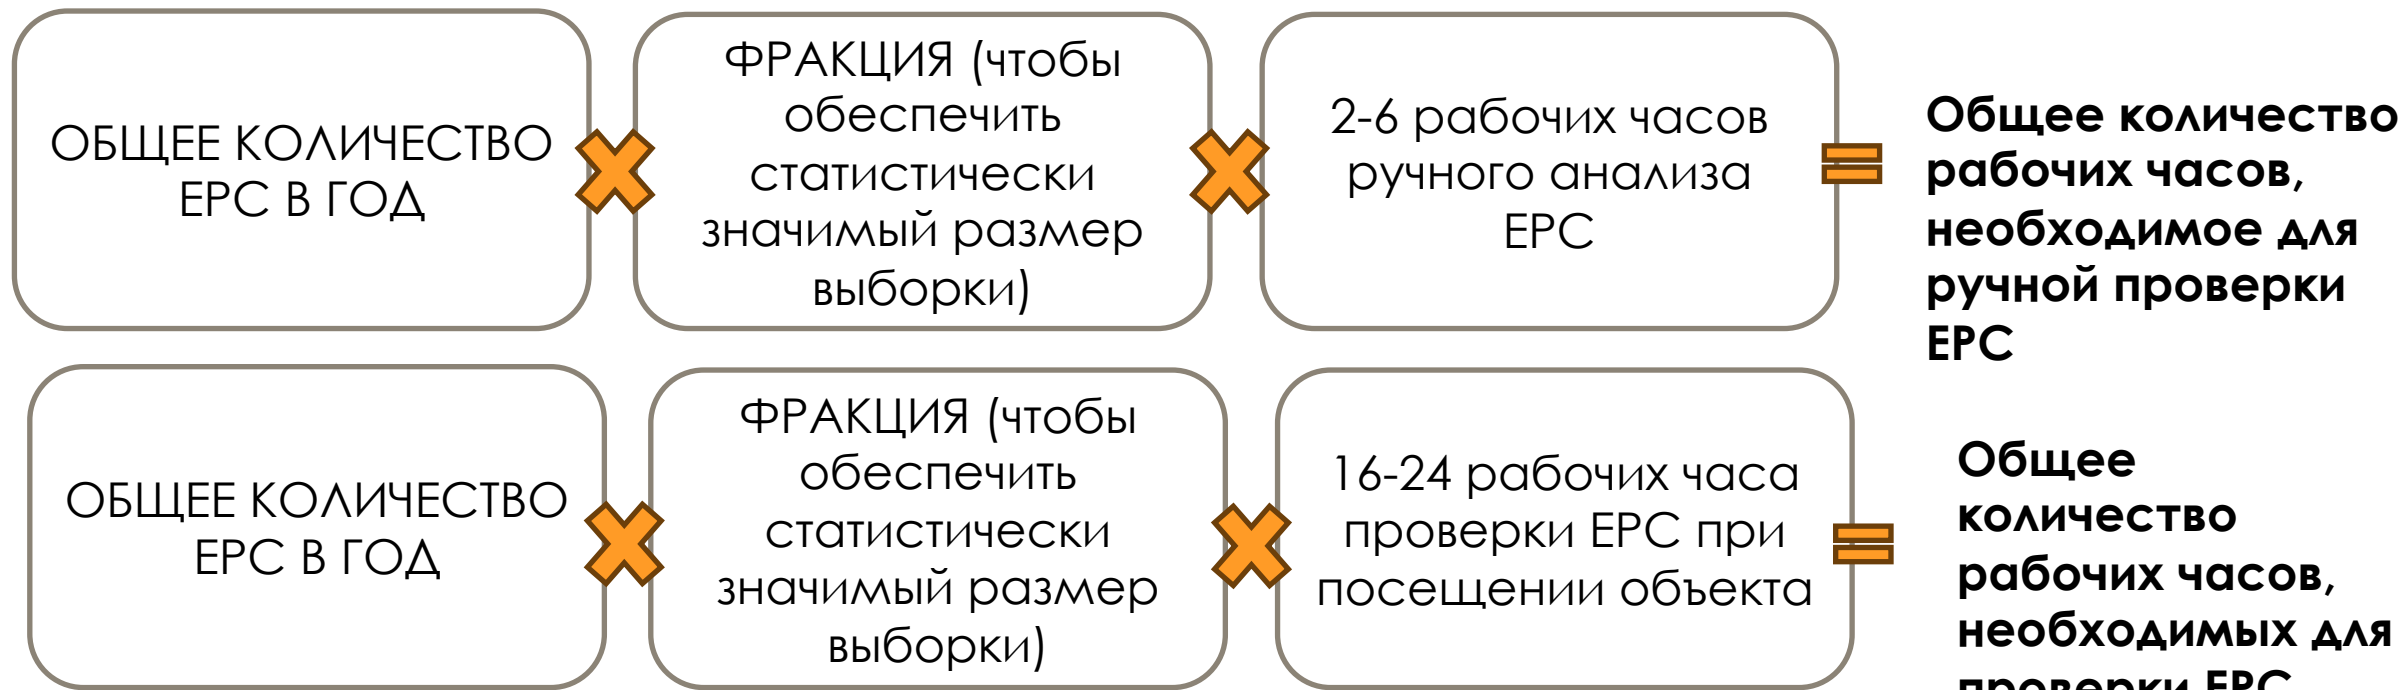 ОБЩЕЕ КОЛИЧЕСТВО
ЕРС В ГОД
ФРАКЦИЯ (чтобы
обеспечить
статистически
значимый размер
выборки)
2-6 рабочих часов
ручного анализа
ЕРС
Общее количество
рабочих часов,
необходимое для
ручной проверки
ЕРС
ОБЩЕЕ КОЛИЧЕСТВО
ЕРС В ГОД
ФРАКЦИЯ (чтобы
обеспечить
статистически
значимый размер
выборки)
16-24 рабочих часа
проверки ЕРС при
посещении объекта
Общее
количество
рабочих часов,
необходимых для
проверки ЕРС